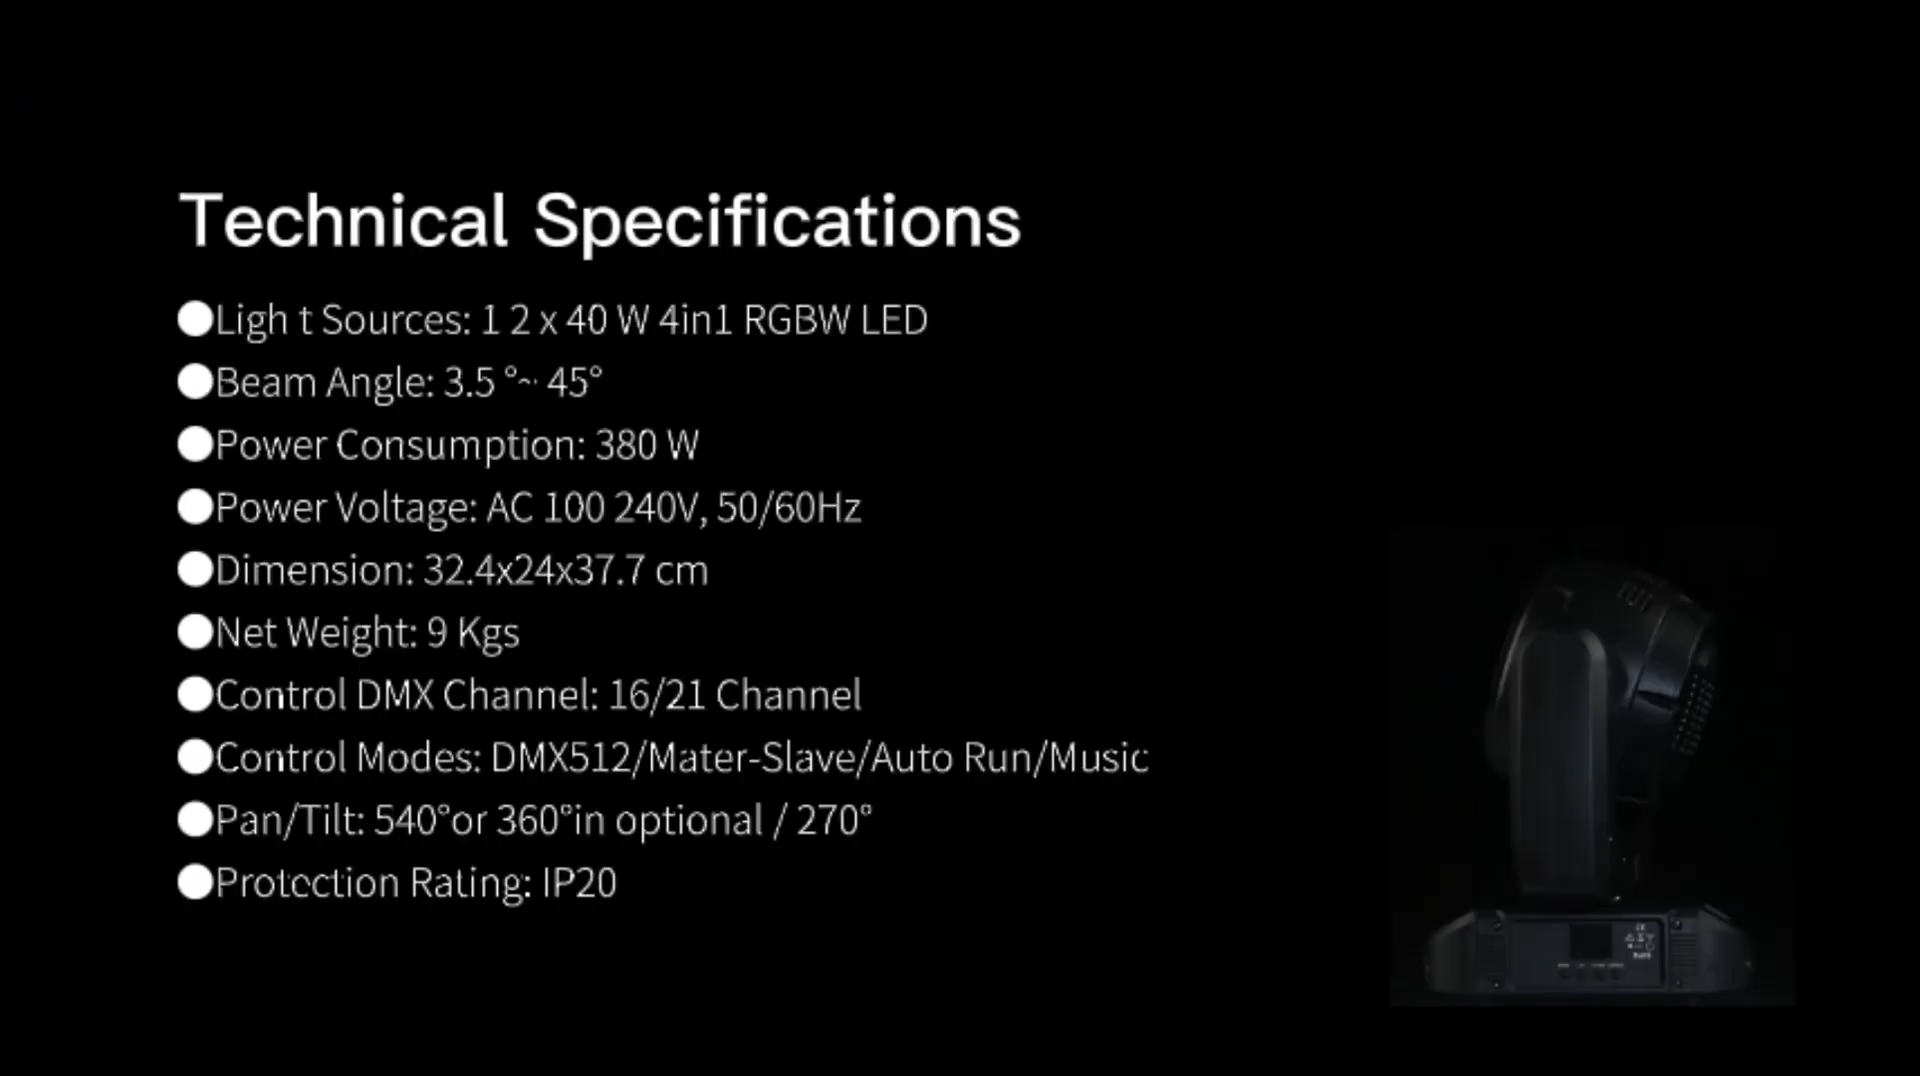 Technical Specifications
●Ligh t Sources: 1 2 x 40 W 4in1 RGBW LED
●Beam Angle: 3.5 °~ 45°
●Power Consumption: 380 W
●Power Voltage: AC 100 240V, 50/60Hz
●Dimension: 32.4x24x37.7 cm
●Net Weight: 9 Kgs
●Control DMX Channel: 16/21 Channel
●Control Modes: DMX512/Mater-Slave/Auto Run/Music
●Pan/Tilt: 540°or 360°in optional / 270°
●Protection Rating: IP20